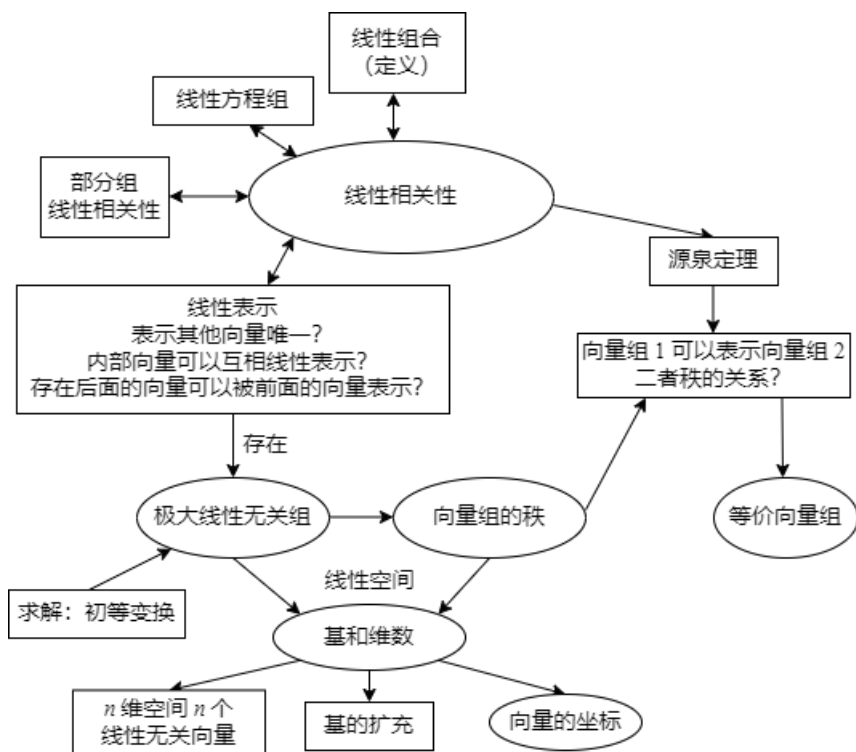 线性组合
（定义）
线性方程组
部分组
线性相关性
线性相关性
源泉定理
线性表示
表示其他向量唯一？
内部向量可以互相线性表示？
存在后面的向量可以被前面的向量表示？
向量组 1 可以表示向量组 2
二者秩的关系？
存在
极大线性无关组
向量组的秩
等价向量组
线性空间
求解：初等变换
基和维数
n 维空间 n 个
线性无关向量
基的扩充
向量的坐标